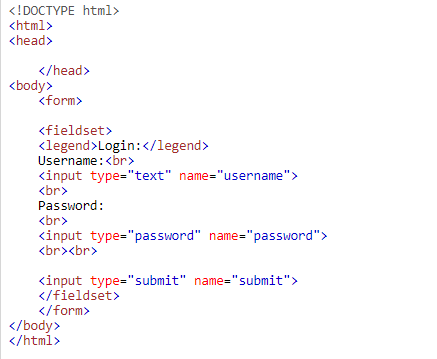 <!DOCTYPE html>
<html>
<head>
</head>
<body>
<form>
<fieldset>
<legend>Login:</legend>
Username:<br>
<input type="text" name="username">
<br>
Password:
<br>
<input type="password" name="password">
<br><br>
<input type="submit" name="submit">
</fieldset>
</form>
</body>
</html>